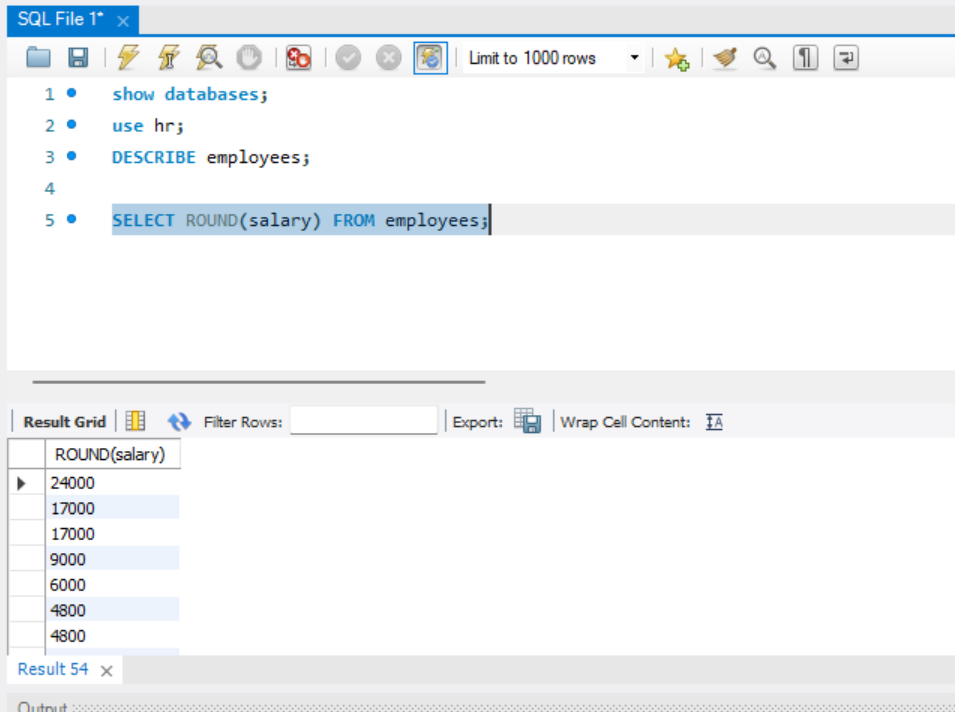 SQL File 1* ×
Limit to 1000 rows
1 show databases;
2 use hr;
3 DESCRIBE employees;
4
5 SELECT ROUND(salary) FROM employees;
Result Grid Filter Rows: Export: Wrap Cell Content: IA
ROUND(salary)
24000
17000
17000
9000
6000
4800
4800
Result 54 ×
Output